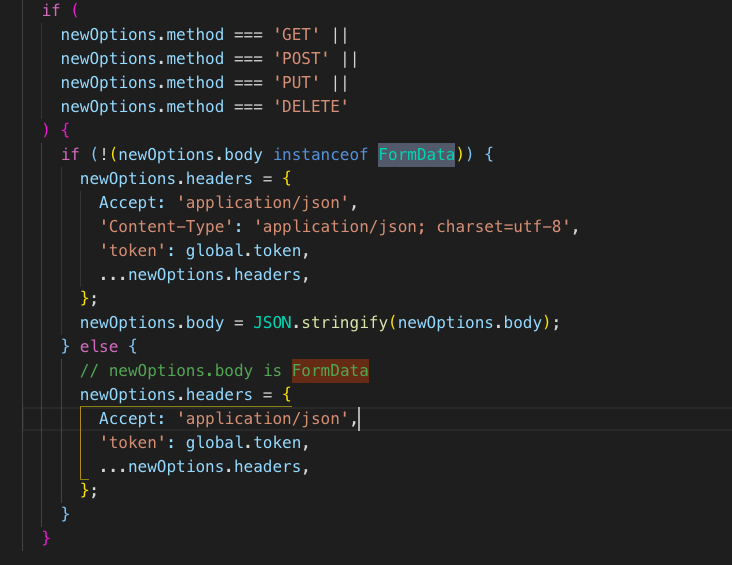 if (
newOptions.method === 'GET' ||
newOptions.method === 'POST' ||
newOptions.method === 'PUT' ||
newOptions.method === 'DELETE'
) {
if (!(newOptions.body instanceof FormData)) {
newOptions.headers = {
Accept: 'application/json',
'Content-Type': 'application/json; charset=utf-8',
'token': global.token,
...newOptions.headers,
};
newOptions.body = JSON.stringify(newOptions.body);
} else {
// newOptions.body is FormData
newOptions.headers = {
Accept: 'application/json',
'token': global.token,
...newOptions.headers,
};
}
}